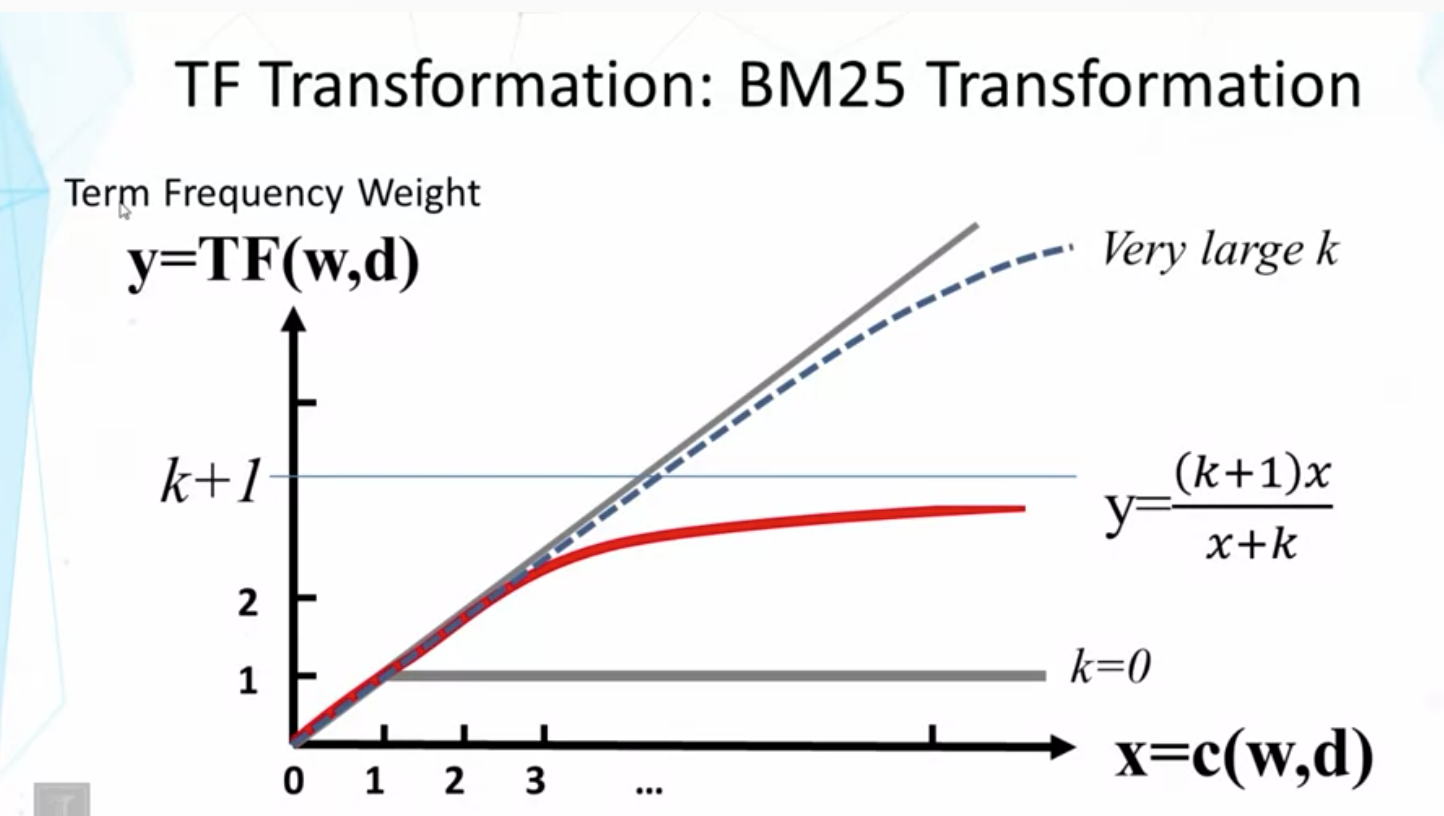 TF Transformation: BM25 Transformation
Term Frequency Weight
y=TF(w,d)
Very large k
k+1
y=(k+1)x
x+k
2
1
k=0
0 1 2 3 ...
x=c(w,d)